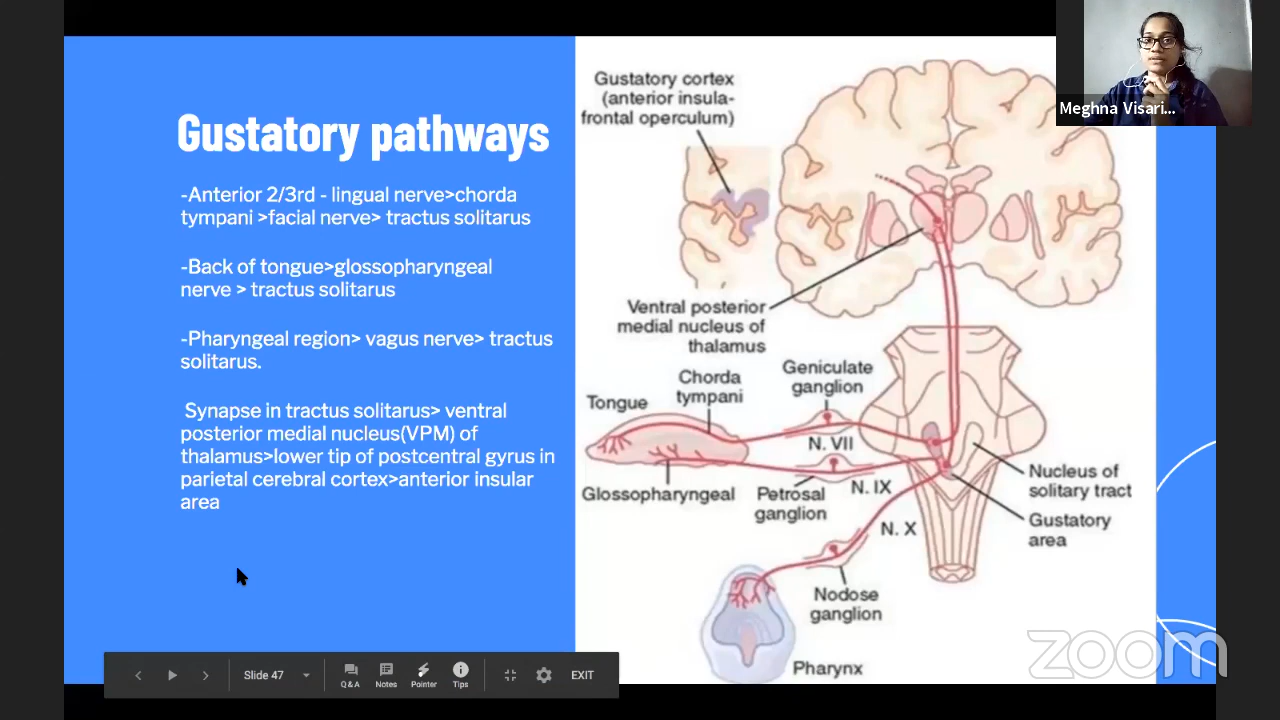 Gustatory pathways
-Anterior 2/3rd - lingual nerve>chorda
tympani >facial nerve> tractus solitarus
-Back of tongue>glossopharyngeal
nerve > tractus solitarus
-Pharyngeal region> vagus nerve> tractus
solitarus.
Synapse in tractus solitarus> ventral
posterior medial nucleus(VPM) of
thalamus>lower tip of postcentral gyrus in
parietal cerebral cortex>anterior insular
area
Gustatory cortex
(anterior insula-
frontal operculum)
Ventral posterior
medial nucleus of
thalamus
Geniculate
ganglion
Chorda
tympani
Tongue
N. VII
Glossopharyngeal
Petrosal
ganglion
N. IX
Nucleus of
solitary tract
Gustatory
area
N. X
Nodose
ganglion
Pharynx
Meghna Visari...
Slide 47
Q&A
Notes
Pointer
Tips
EXIT
zoom